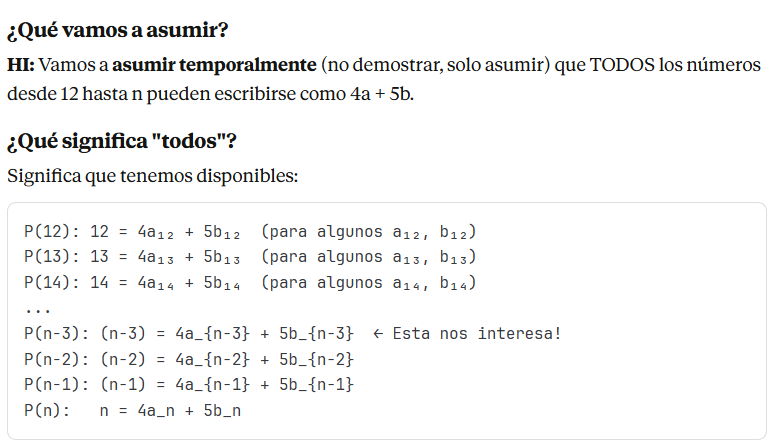 ¿Qué vamos a asumir?
HI: Vamos a asumir temporalmente (no demostrar, solo asumir) que TODOS los números
desde 12 hasta n pueden escribirse como 4a + 5b.
¿Qué significa "todos"?
Significa que tenemos disponibles:
P(12): 12 = 4a₁₂ + 5b₁₂  (para algunos a₁₂, b₁₂)
P(13): 13 = 4a₁₃ + 5b₁₃  (para algunos a₁₃, b₁₃)
P(14): 14 = 4a₁₄ + 5b₁₄  (para algunos a₁₄, b₁₄)
...
P(n-3): (n-3) = 4a_{n-3} + 5b_{n-3}  ← Esta nos interesa!
P(n-2): (n-2) = 4a_{n-2} + 5b_{n-2}
P(n-1): (n-1) = 4a_{n-1} + 5b_{n-1}
P(n):   n = 4a_n + 5b_n